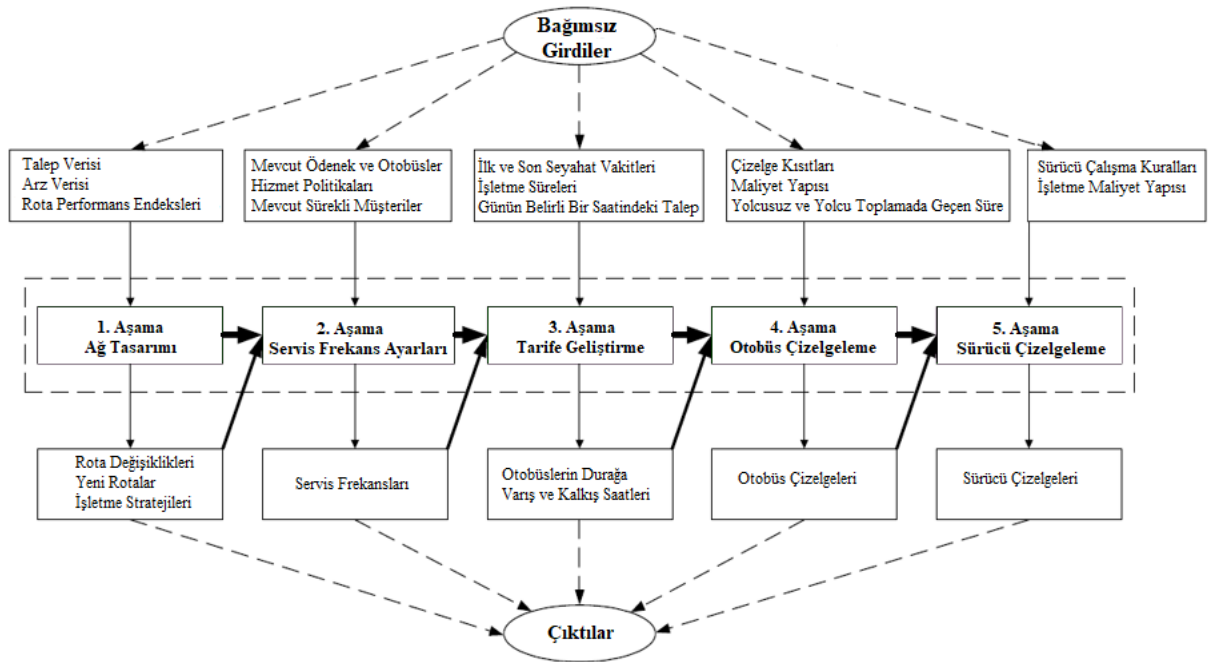 Bağımsız
Girdiler
Talep Verisi
Arz Verisi
Rota Performans Endeksleri
Mevcut Ödenek ve Otobüsler
Hizmet Politikaları
Mevcut Sürekli Müşteriler
İlk ve Son Seyahat Vakitleri
İşletme Süreleri
Günün Belirli Bir Saatindeki Talep
Çizelge Kısıtları
Maliyet Yapısı
Yolcusuz ve Yolcu Toplamada Geçen Süre
Sürücü Çalışma Kuralları
İşletme Maliyet Yapısı
1. Aşama
Ağ Tasarımı
2. Aşama
Servis Frekans Ayarları
3. Aşama
Tarife Geliştirme
4. Aşama
Otobüs Çizelgeleme
5. Aşama
Sürücü Çizelgeleme
Rota Değişiklikleri
Yeni Rotalar
İşletme Stratejileri
Servis Frekansları
Otobüslerin Durağa
Varış ve Kalkış Saatleri
Otobüs Çizelgeleri
Sürücü Çizelgeleri
Çıktılar